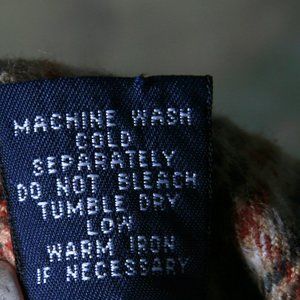 MACHINE WASH
COLD
SEPARATELY
DO NOT BLEACH
TUMBLE DRY
LOW
WARM IRON
IF NECESSARY